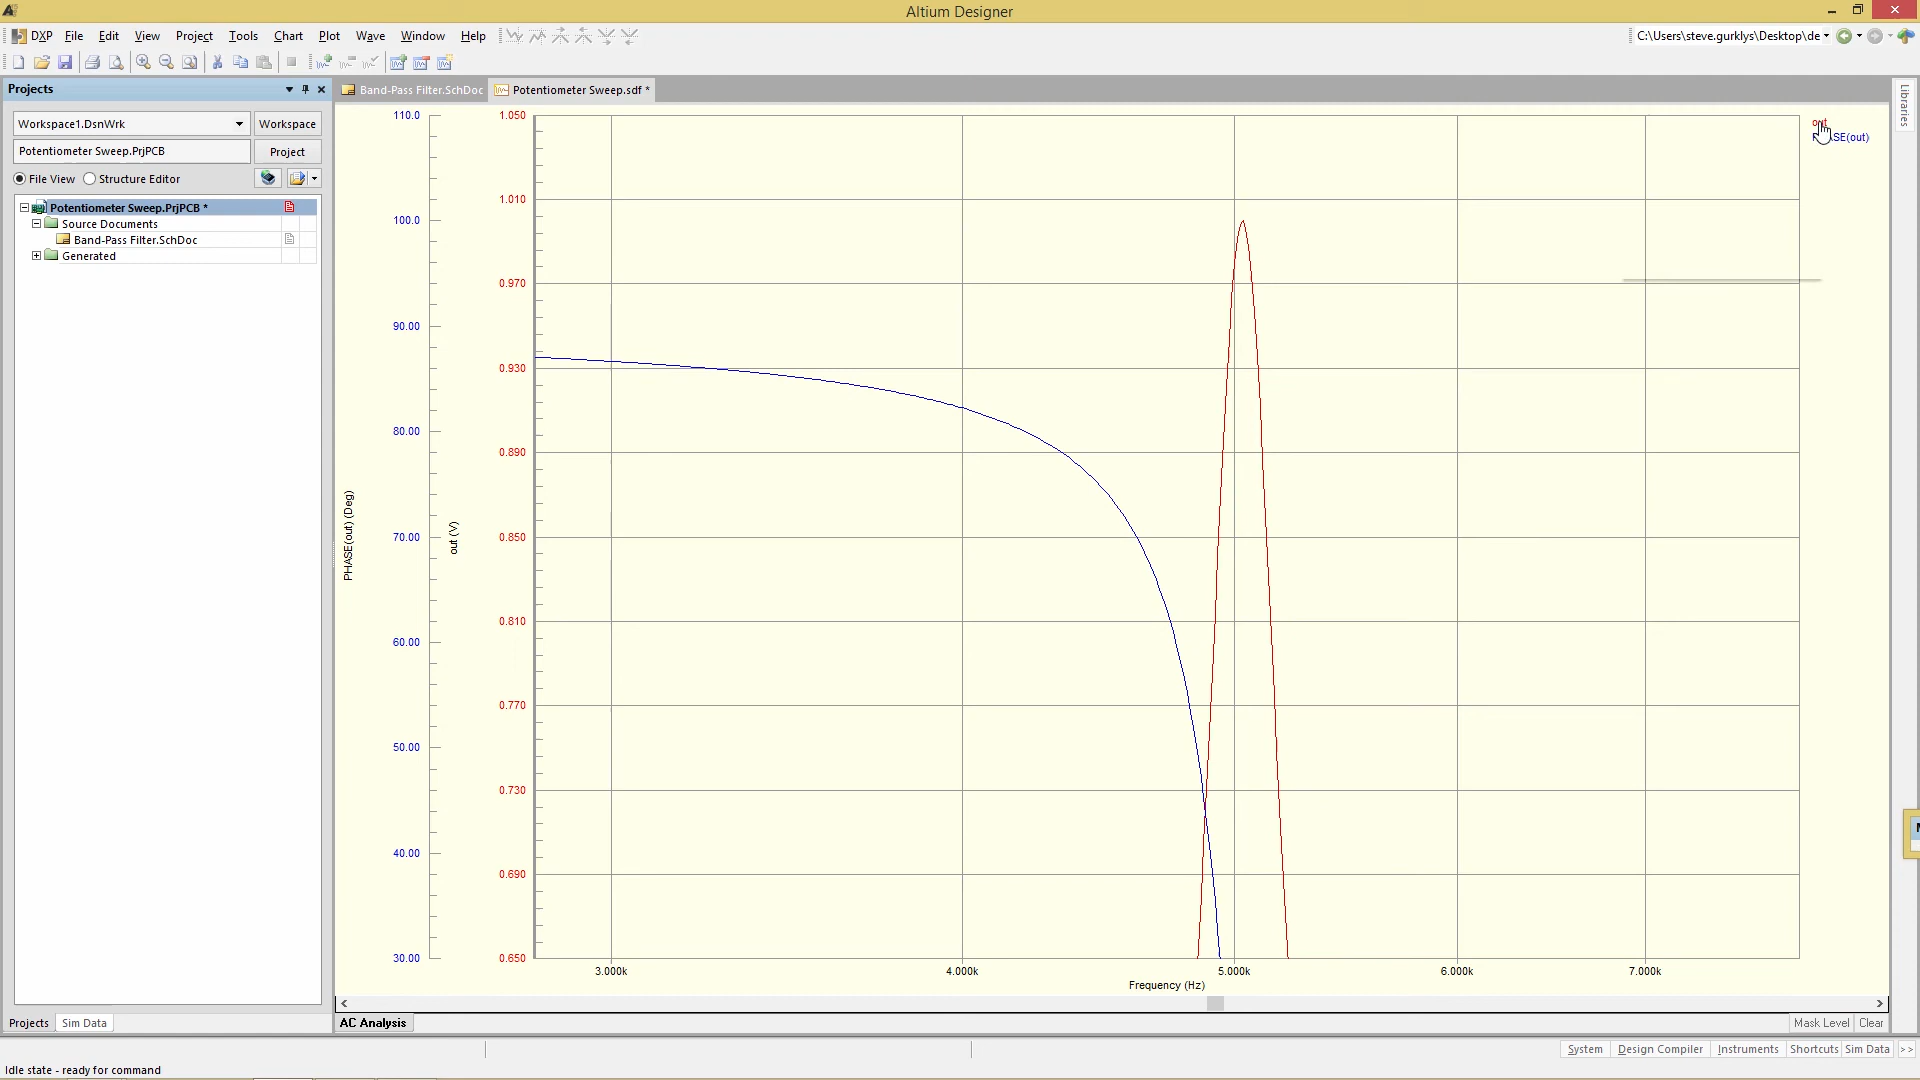 Altium Designer
DXP File Edit View Project Tools Chart Plot Wave Window Help
C:\Users\steve.gurklys\Desktop\de
Projects
Workspace1.DsnWrk Workspace
Potentiometer Sweep.PrjPCB Project
File View Structure Editor
Potentiometer Sweep.PrjPCB *
Source Documents
Band-Pass Filter.SchDoc
Generated
Projects Sim Data
Band-Pass Filter.SchDoc Potentiometer Sweep.sdf *
110.0
100.0
90.00
80.00
70.00
60.00
50.00
40.00
30.00
PHASE(out) (Deg)
out (V)
1.050
1.010
0.970
0.930
0.890
0.850
0.810
0.770
0.730
0.690
0.650
3.000k 4.000k 5.000k 6.000k 7.000k
Frequency (Hz)
out
ASE(out)
Libraries
AC Analysis
Mask Level Clear
System Design Compiler Instruments Shortcuts Sim Data >>
Idle state - ready for command